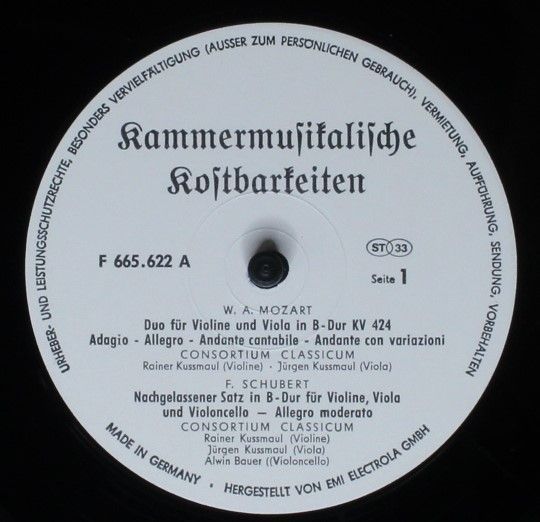 URHEBER- UND LEISTUNGSSCHUTZRECHTE, BESONDERS VERVIELFÄLTIGUNG (AUSSER ZUM PERSÖNLICHEN GEBRAUCH), VERMIETUNG, AUFFÜHRUNG, SENDUNG, VORBEHALTEN
Kammermusikalische
Kostbarkeiten
F 665.622 A
ST 33
Seite 1
W. A. MOZART
Duo für Violine und Viola in B-Dur KV 424
Adagio - Allegro - Andante cantabile - Andante con variazioni
CONSORTIUM CLASSICUM
Rainer Kussmaul (Violine) · Jürgen Kussmaul (Viola)
F. SCHUBERT
Nachgelassener Satz in B-Dur für Violine, Viola
und Violoncello — Allegro moderato
CONSORTIUM CLASSICUM
Rainer Kussmaul (Violine)
Jürgen Kussmaul (Viola)
Alwin Bauer ((Violoncello)
MADE IN GERMANY · HERGESTELLT VON EMI ELECTROLA GMBH